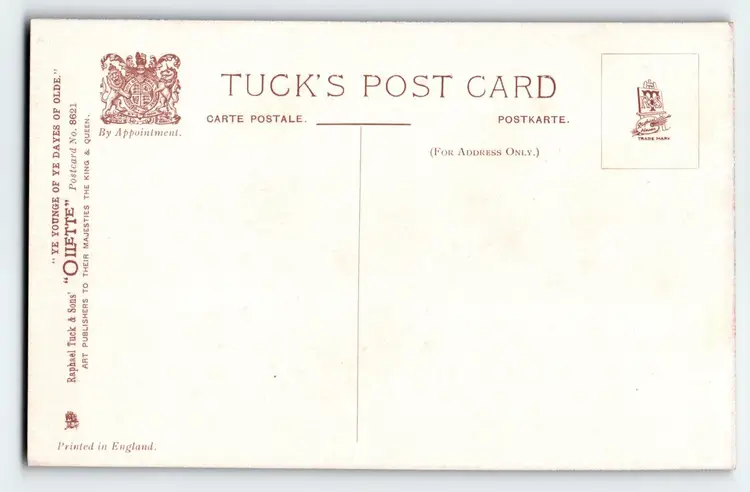 TUCK'S POST CARD
CARTE POSTALE.
POSTKARTE.
(FOR ADDRESS ONLY.)
By Appointment.
TRADE MARK
"YE YOUNGE OF YE DAYES OF OLDE."
Raphael Tuck & Sons' "OILETTE" Postcard No. 8621
ART PUBLISHERS TO THEIR MAJESTIES THE KING & QUEEN.
Printed in England.